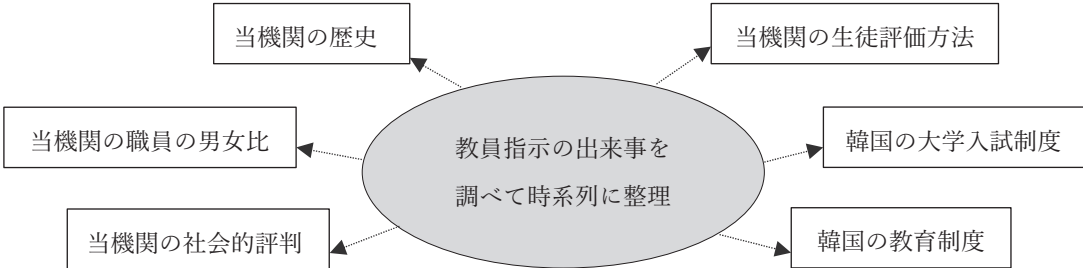 当機関の歴史
当機関の生徒評価方法
当機関の職員の男女比
教員指示の出来事を
調べて時系列に整理
韓国の大学入試制度
当機関の社会的評判
韓国の教育制度